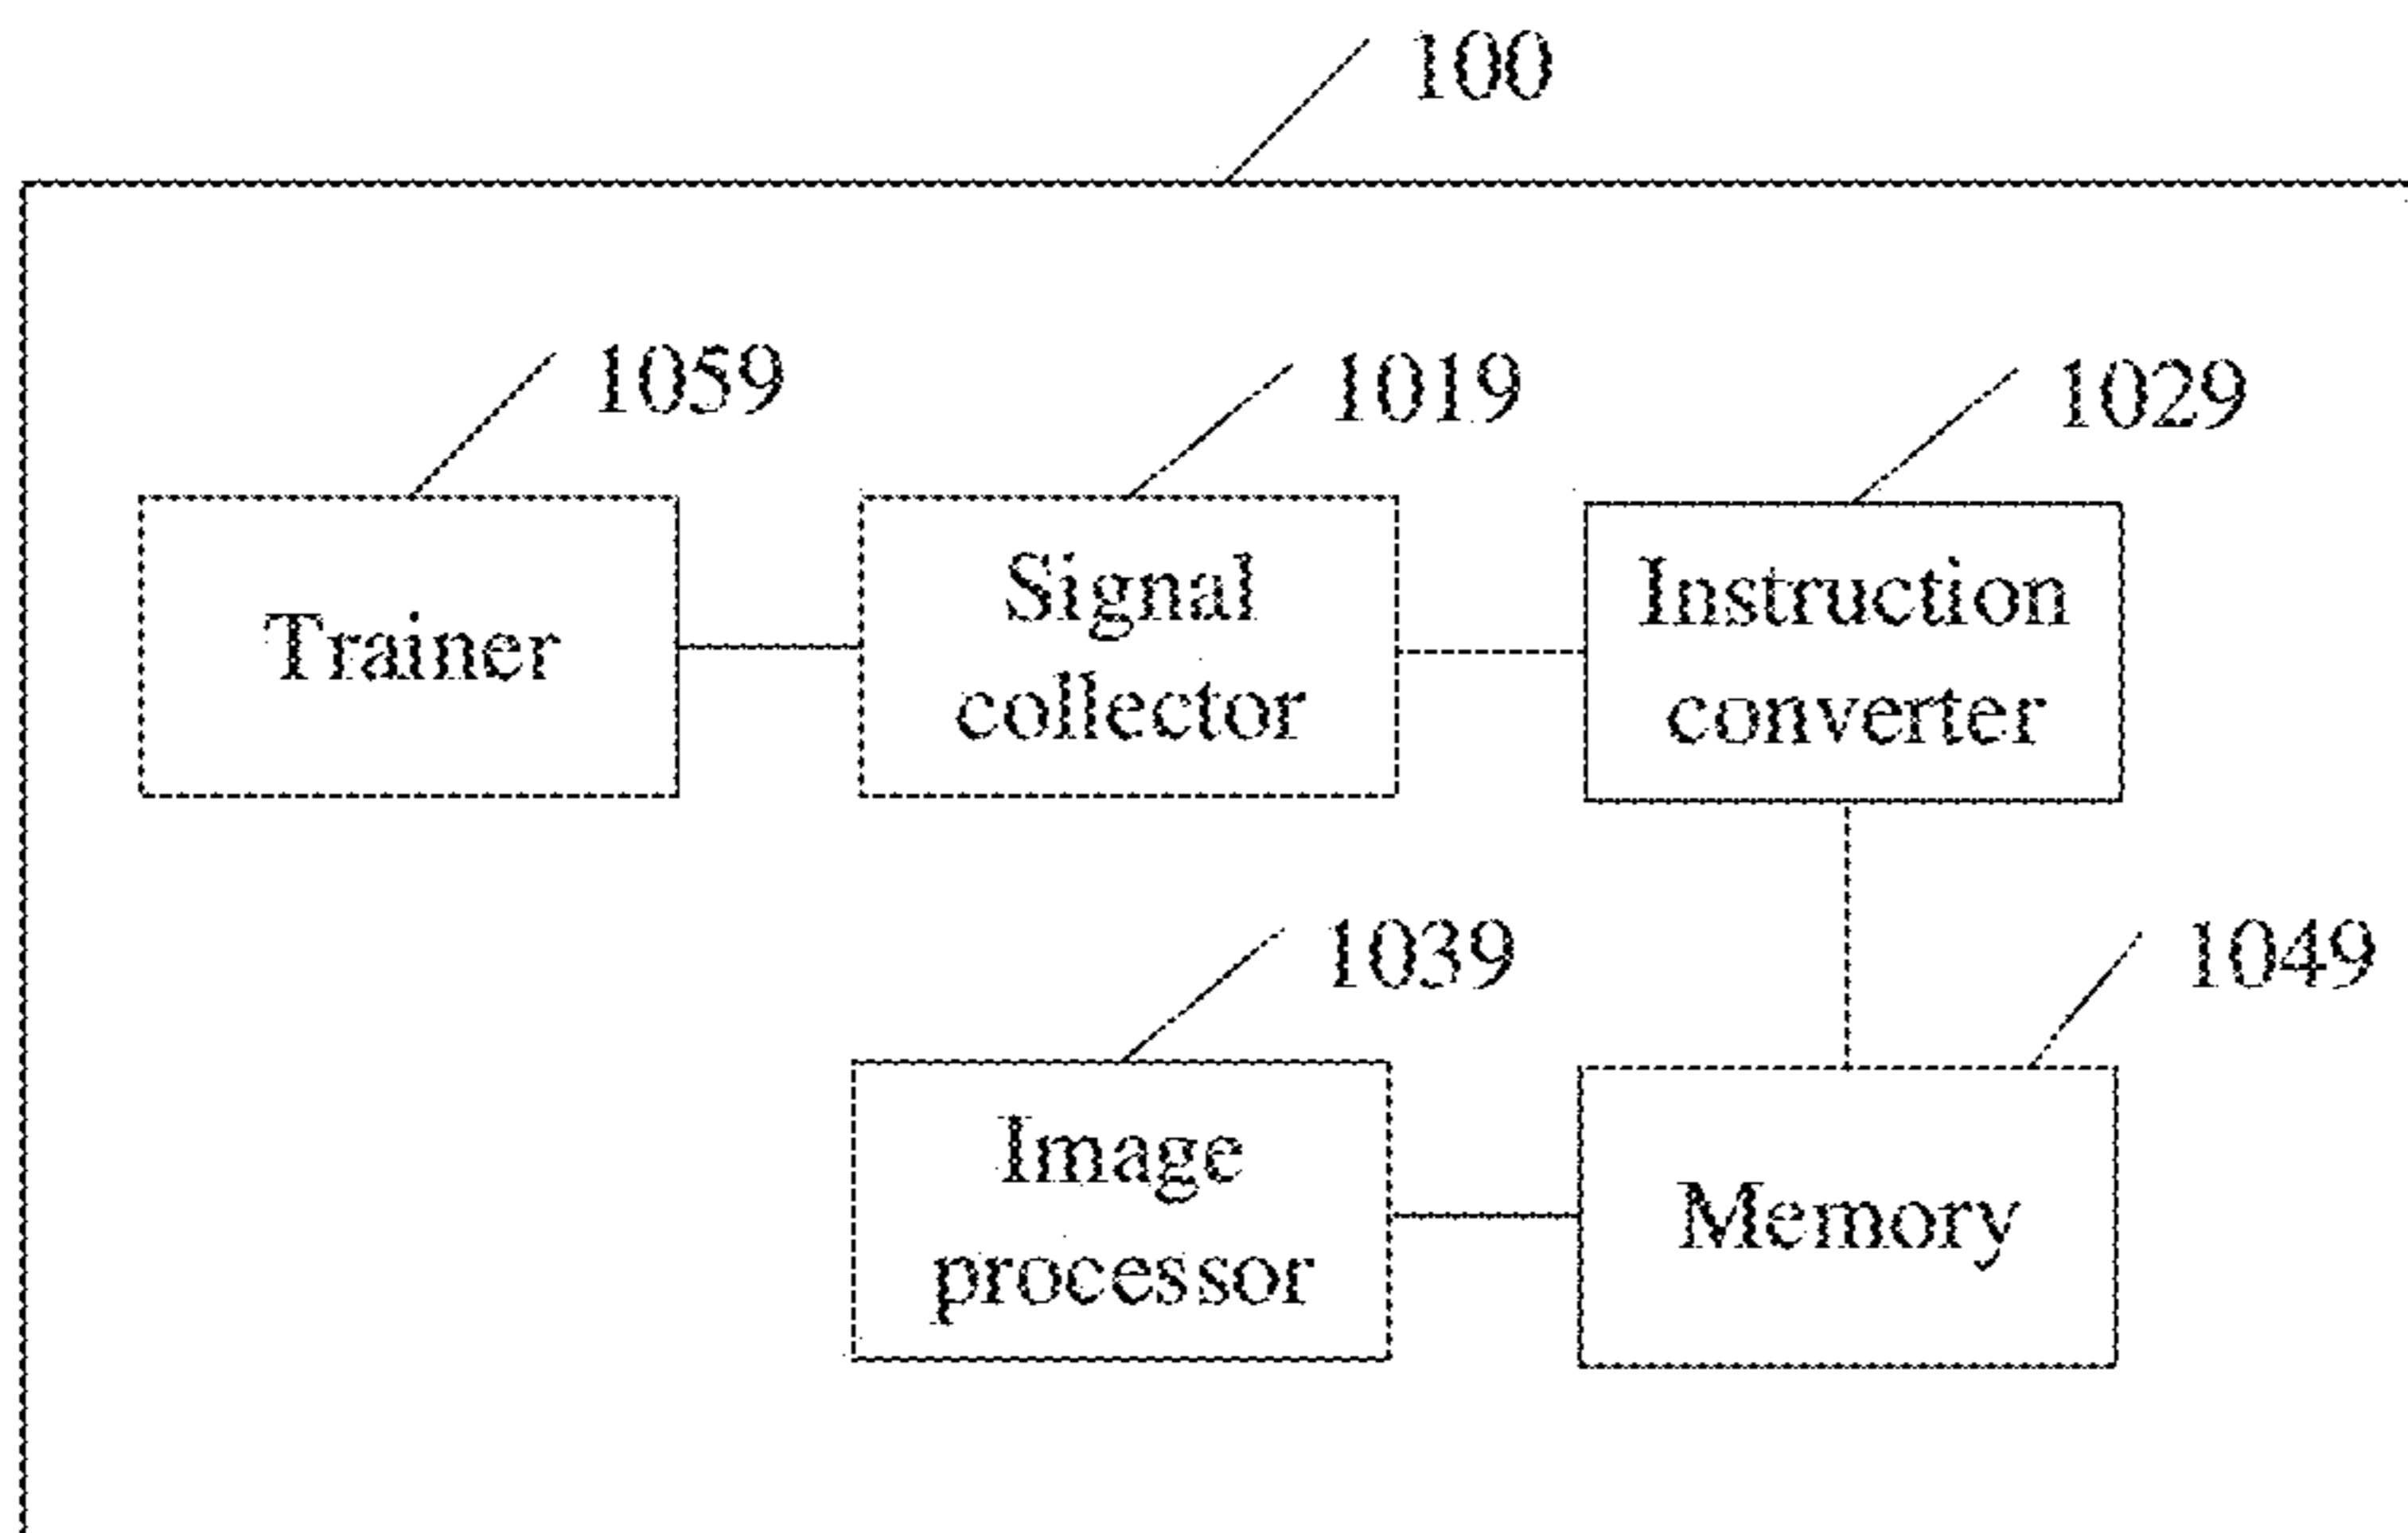 100
1059
1019
1029
Trainer
Signal
collector
Instruction
converter
1039
1049
Image
processor
Memory